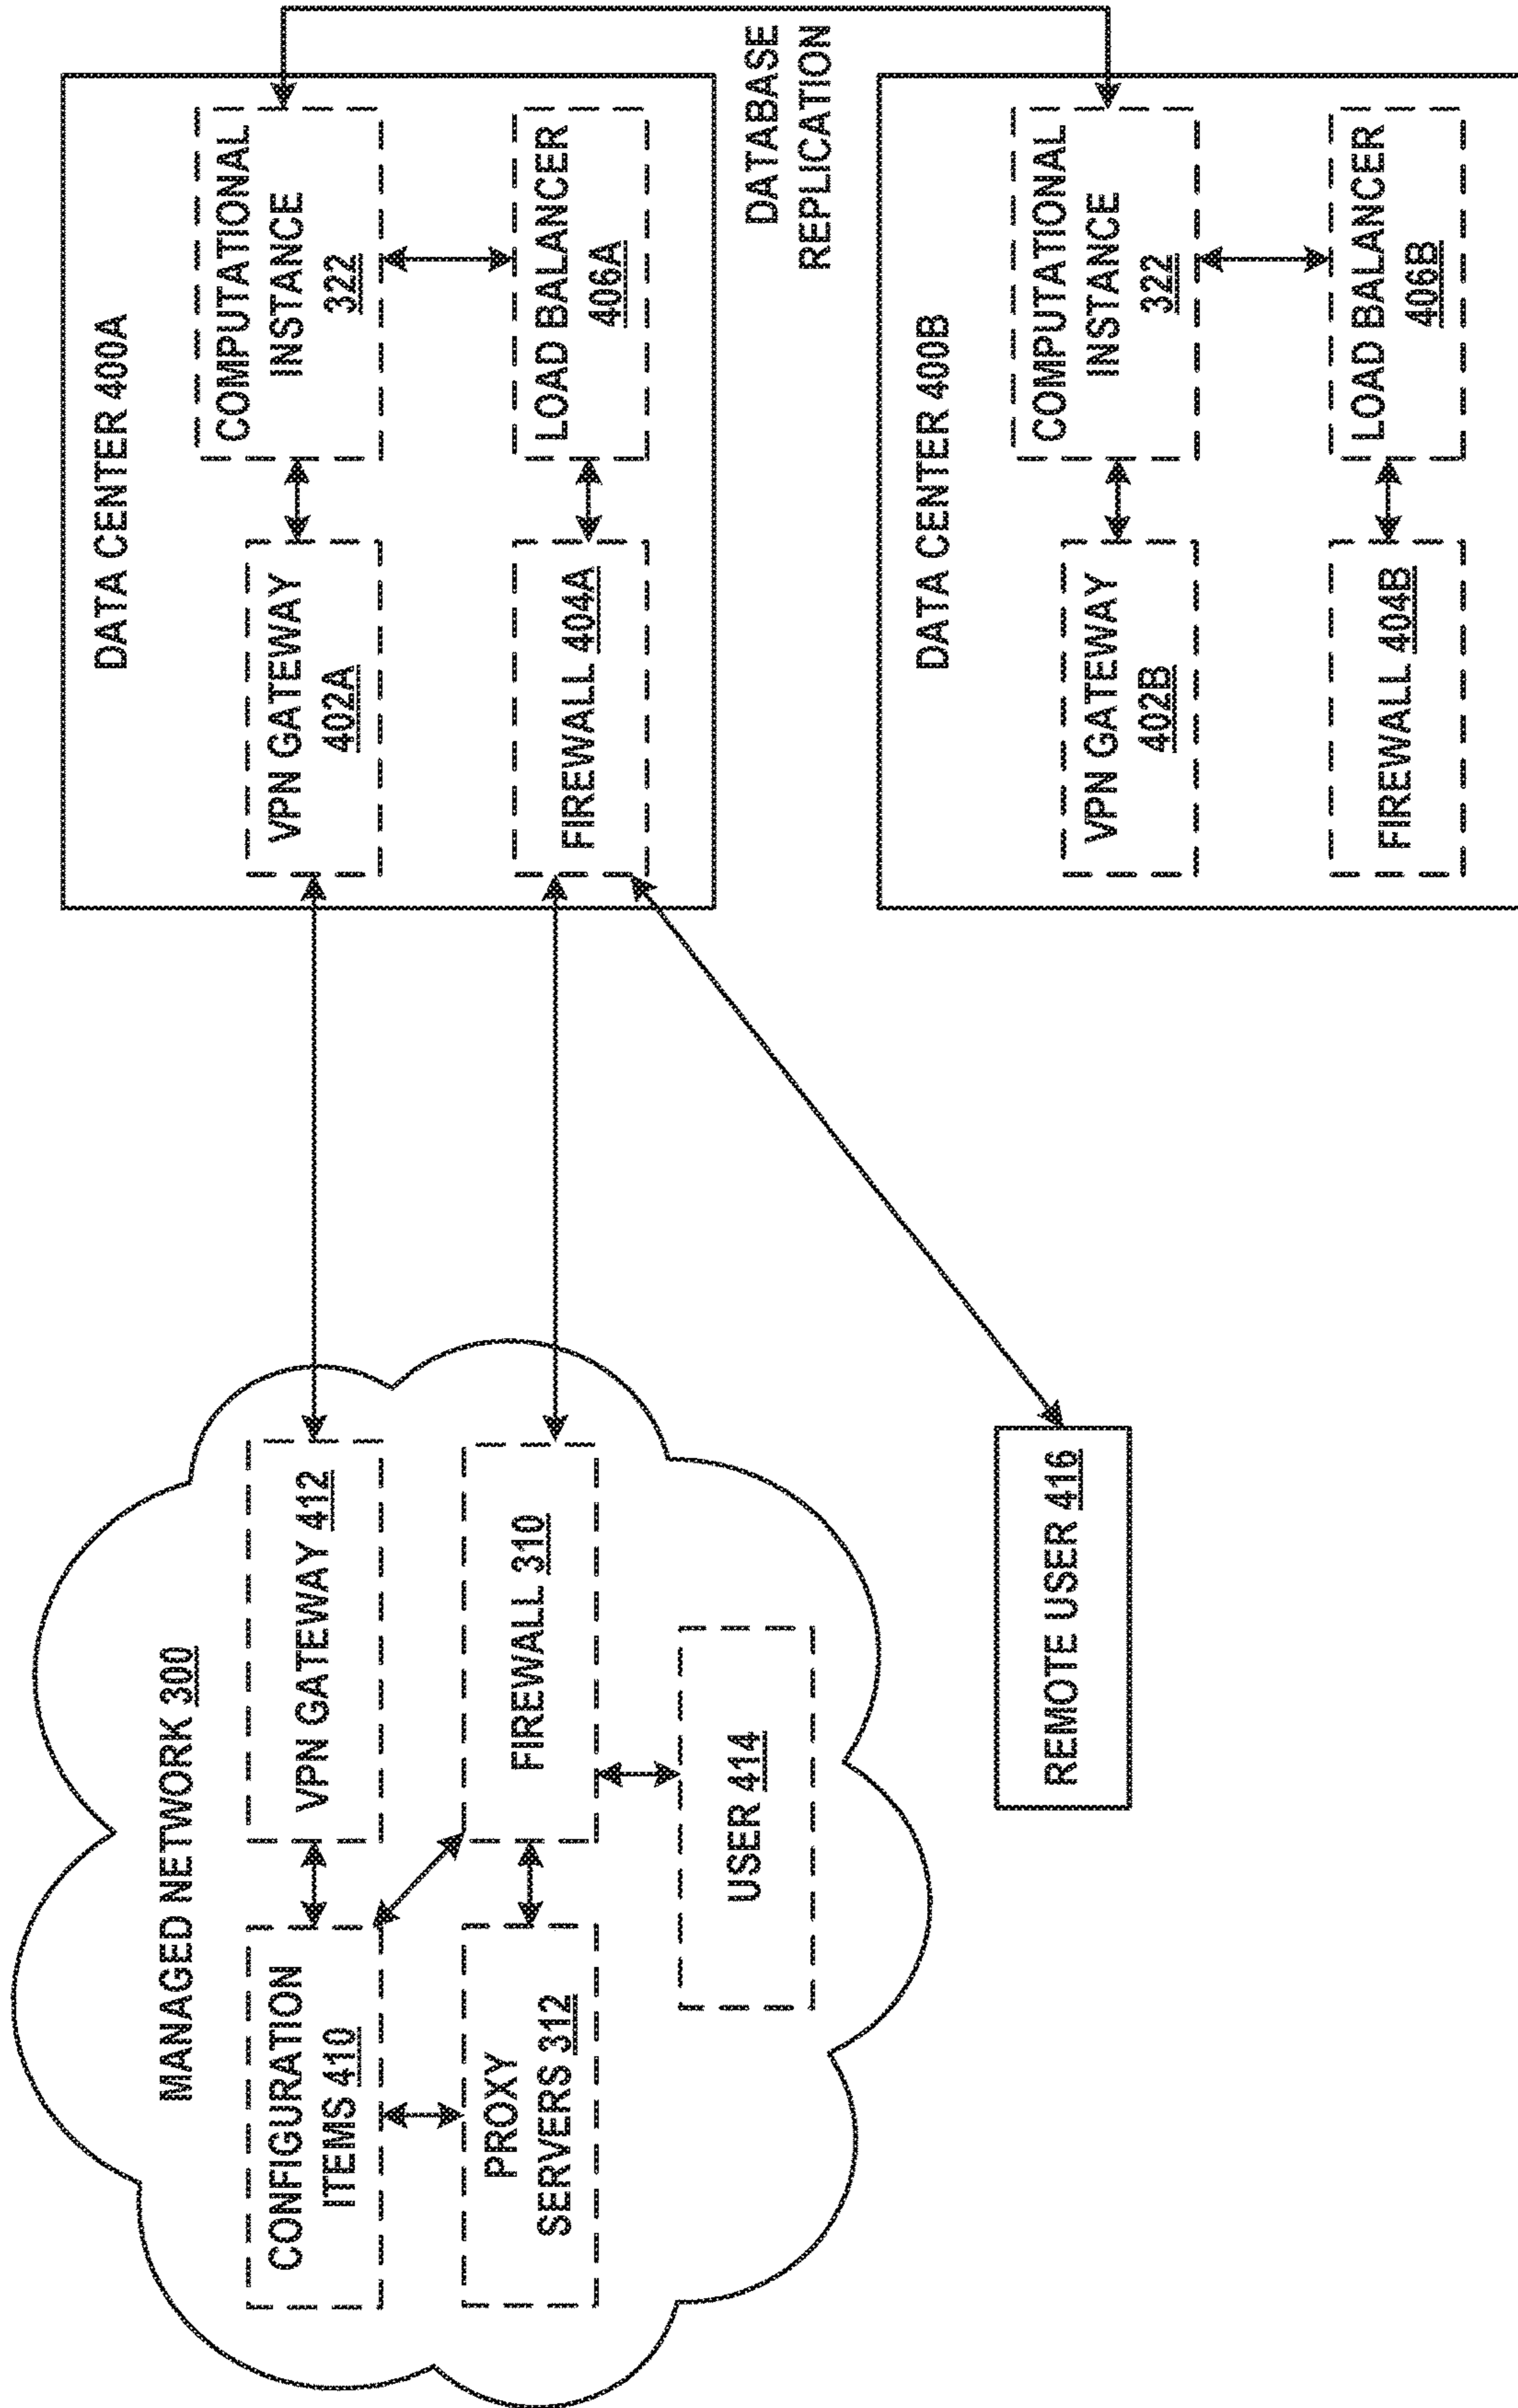 MANAGED NETWORK 300
CONFIGURATION
ITEMS 410
VPN GATEWAY 412
PROXY
SERVERS 312
FIREWALL 310
USER 414
REMOTE USER 416
DATA CENTER 400A
VPN GATEWAY
402A
COMPUTATIONAL
INSTANCE
322
FIREWALL 404A
LOAD BALANCER
406A
DATABASE
REPLICATION
DATA CENTER 400B
VPN GATEWAY
402B
COMPUTATIONAL
INSTANCE
322
FIREWALL 404B
LOAD BALANCER
406B